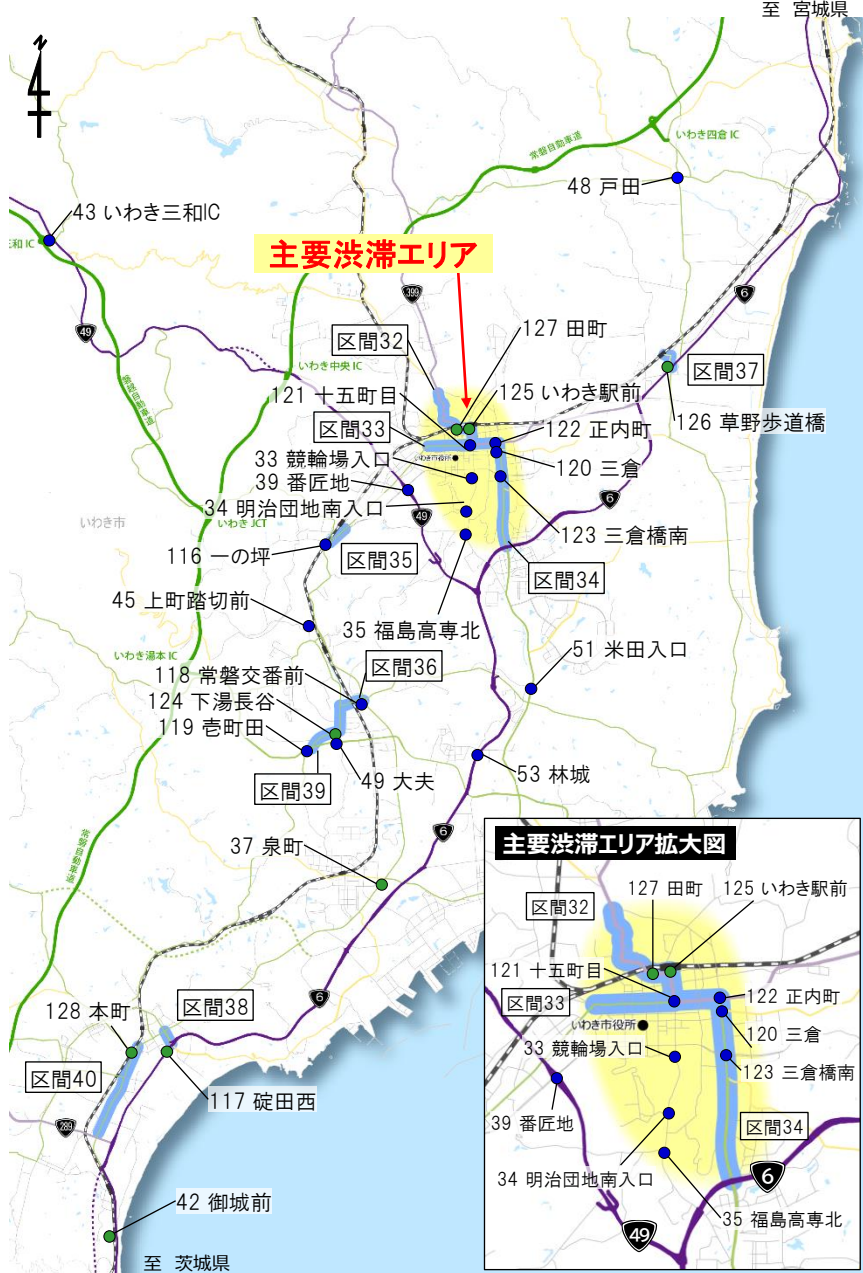 至 宮城県
いわき四倉 IC
常磐自動車道
48 戸田
43 いわき三和IC
三和 IC
主要渋滞エリア
399
6
49
区間32
127 田町
いわき中央 IC
区間37
磐越自動車道
121 十五町目
125 いわき駅前
126 草野歩道橋
区間33
122 正内町
いわき市役所
33 競輪場入口
120 三倉
39 番匠地
34 明治団地南入口
6
49
いわき市
いわき JCT
123 三倉橋南
116 一の坪
区間35
区間34
45 上町踏切前
35 福島高専北
いわき湯本 IC
51 米田入口
118 常磐交番前
区間36
124 下湯長谷
119 壱町田
49 大夫
53 林城
区間39
常磐自動車道
6
37 泉町
6
128 本町
区間38
区間40
117 碇田西
289
42 御城前
至 茨城県
主要渋滞エリア拡大図
127 田町
125 いわき駅前
区間32
121 十五町目
区間33
122 正内町
いわき市役所
120 三倉
33 競輪場入口
123 三倉橋南
39 番匠地
区間34
34 明治団地南入口
6
35 福島高専北
49